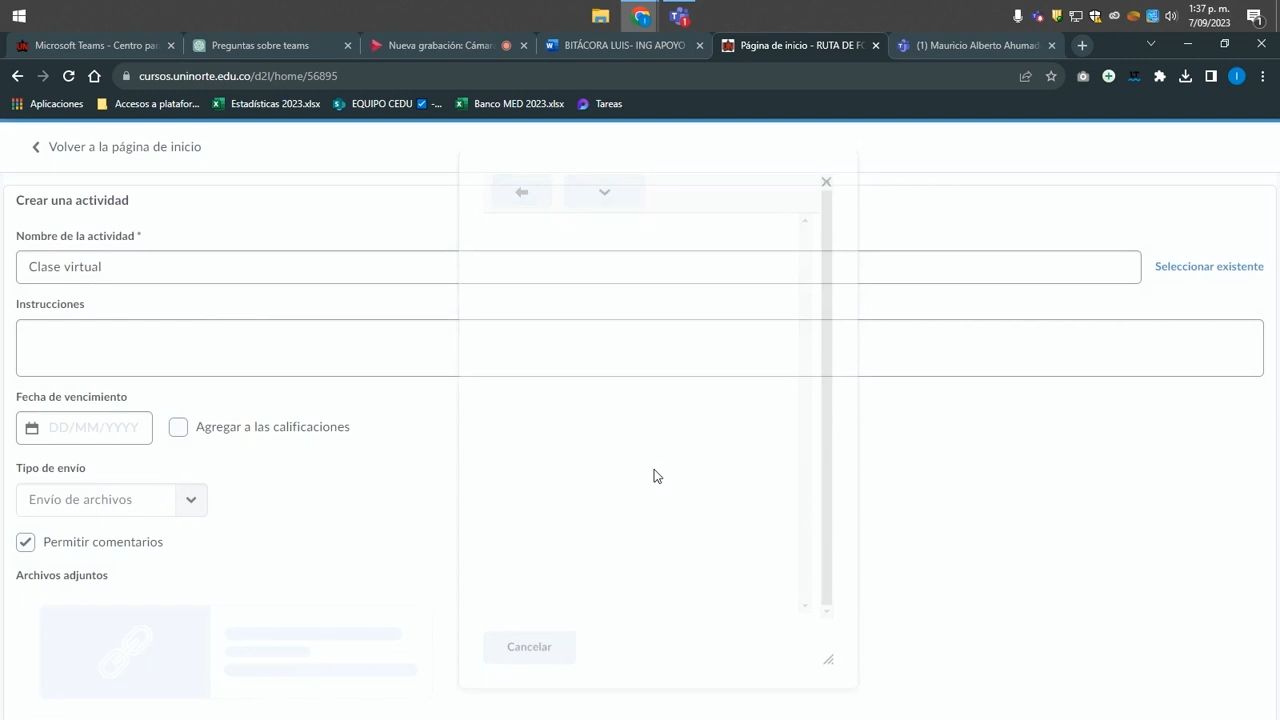 1:37 p. m.
7/09/2023
1
1
Microsoft Teams - Centro pa
Preguntas sobre teams
Nueva grabación: Cámar
BITÁCORA LUIS- ING APOYO
Página de inicio - RUTA DE FO
(1) Mauricio Alberto Ahumad
cursos.uninorte.edu.co/d2l/home/56895
I
Aplicaciones
Accesos a platafor...
Estadísticas 2023.xlsx
EQUIPO CEDU ✅ -...
Banco MED 2023.xlsx
Tareas
Volver a la página de inicio
Crear una actividad
Nombre de la actividad *
Clase virtual
Seleccionar existente
Instrucciones
Fecha de vencimiento
DD/MM/YYYY
Agregar a las calificaciones
Tipo de envío
Envío de archivos
Permitir comentarios
Archivos adjuntos
Cancelar